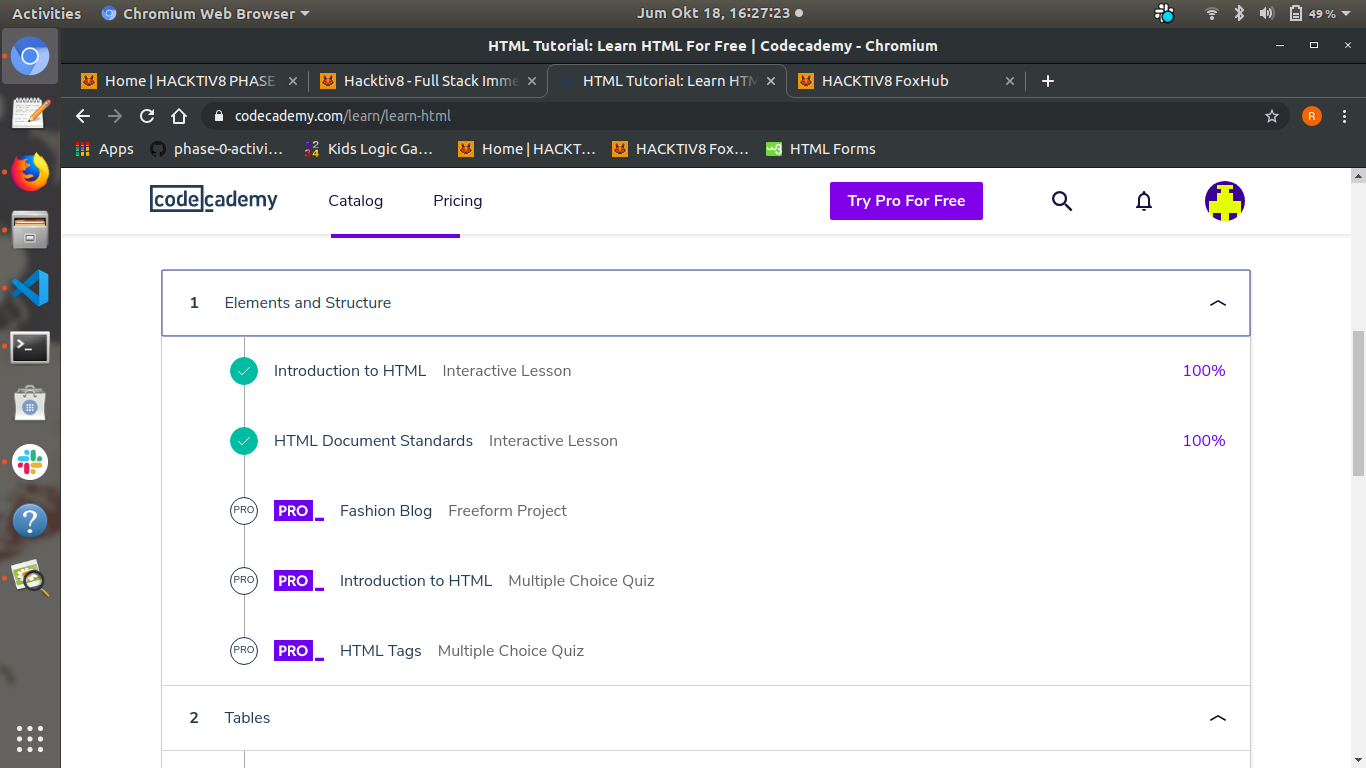 Activities Chromium Web Browser Jum Okt 18, 16:27:23 49 %
HTML Tutorial: Learn HTML For Free | Codecademy - Chromium
Home | HACKTIV8 PHASE Hacktiv8 - Full Stack Imme HTML Tutorial: Learn HTM HACKTIV8 FoxHub
codecademy.com/learn/learn-html R
Apps phase-0-activi... Kids Logic Ga... Home | HACKT... HACKTIV8 Fox... HTML Forms
codecademy Catalog Pricing Try Pro For Free
1 Elements and Structure
Introduction to HTML Interactive Lesson 100%
HTML Document Standards Interactive Lesson 100%
PRO PRO_ Fashion Blog Freeform Project
PRO PRO_ Introduction to HTML Multiple Choice Quiz
PRO PRO_ HTML Tags Multiple Choice Quiz
2 Tables